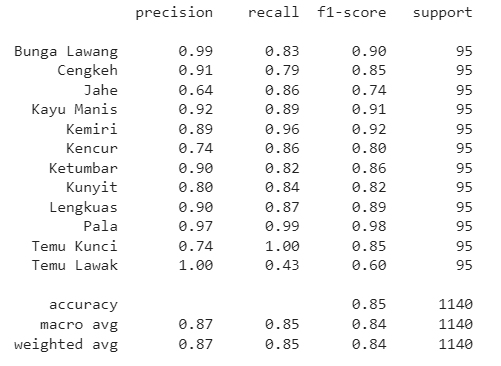 precision recall f1-score support
Bunga Lawang 0.99 0.83 0.90 95
Cengkeh 0.91 0.79 0.85 95
Jahe 0.64 0.86 0.74 95
Kayu Manis 0.92 0.89 0.91 95
Kemiri 0.89 0.96 0.92 95
Kencur 0.74 0.86 0.80 95
Ketumbar 0.90 0.82 0.86 95
Kunyit 0.80 0.84 0.82 95
Lengkuas 0.90 0.87 0.89 95
Pala 0.97 0.99 0.98 95
Temu Kunci 0.74 1.00 0.85 95
Temu Lawak 1.00 0.43 0.60 95
accuracy 0.85 1140
macro avg 0.87 0.85 0.84 1140
weighted avg 0.87 0.85 0.84 1140